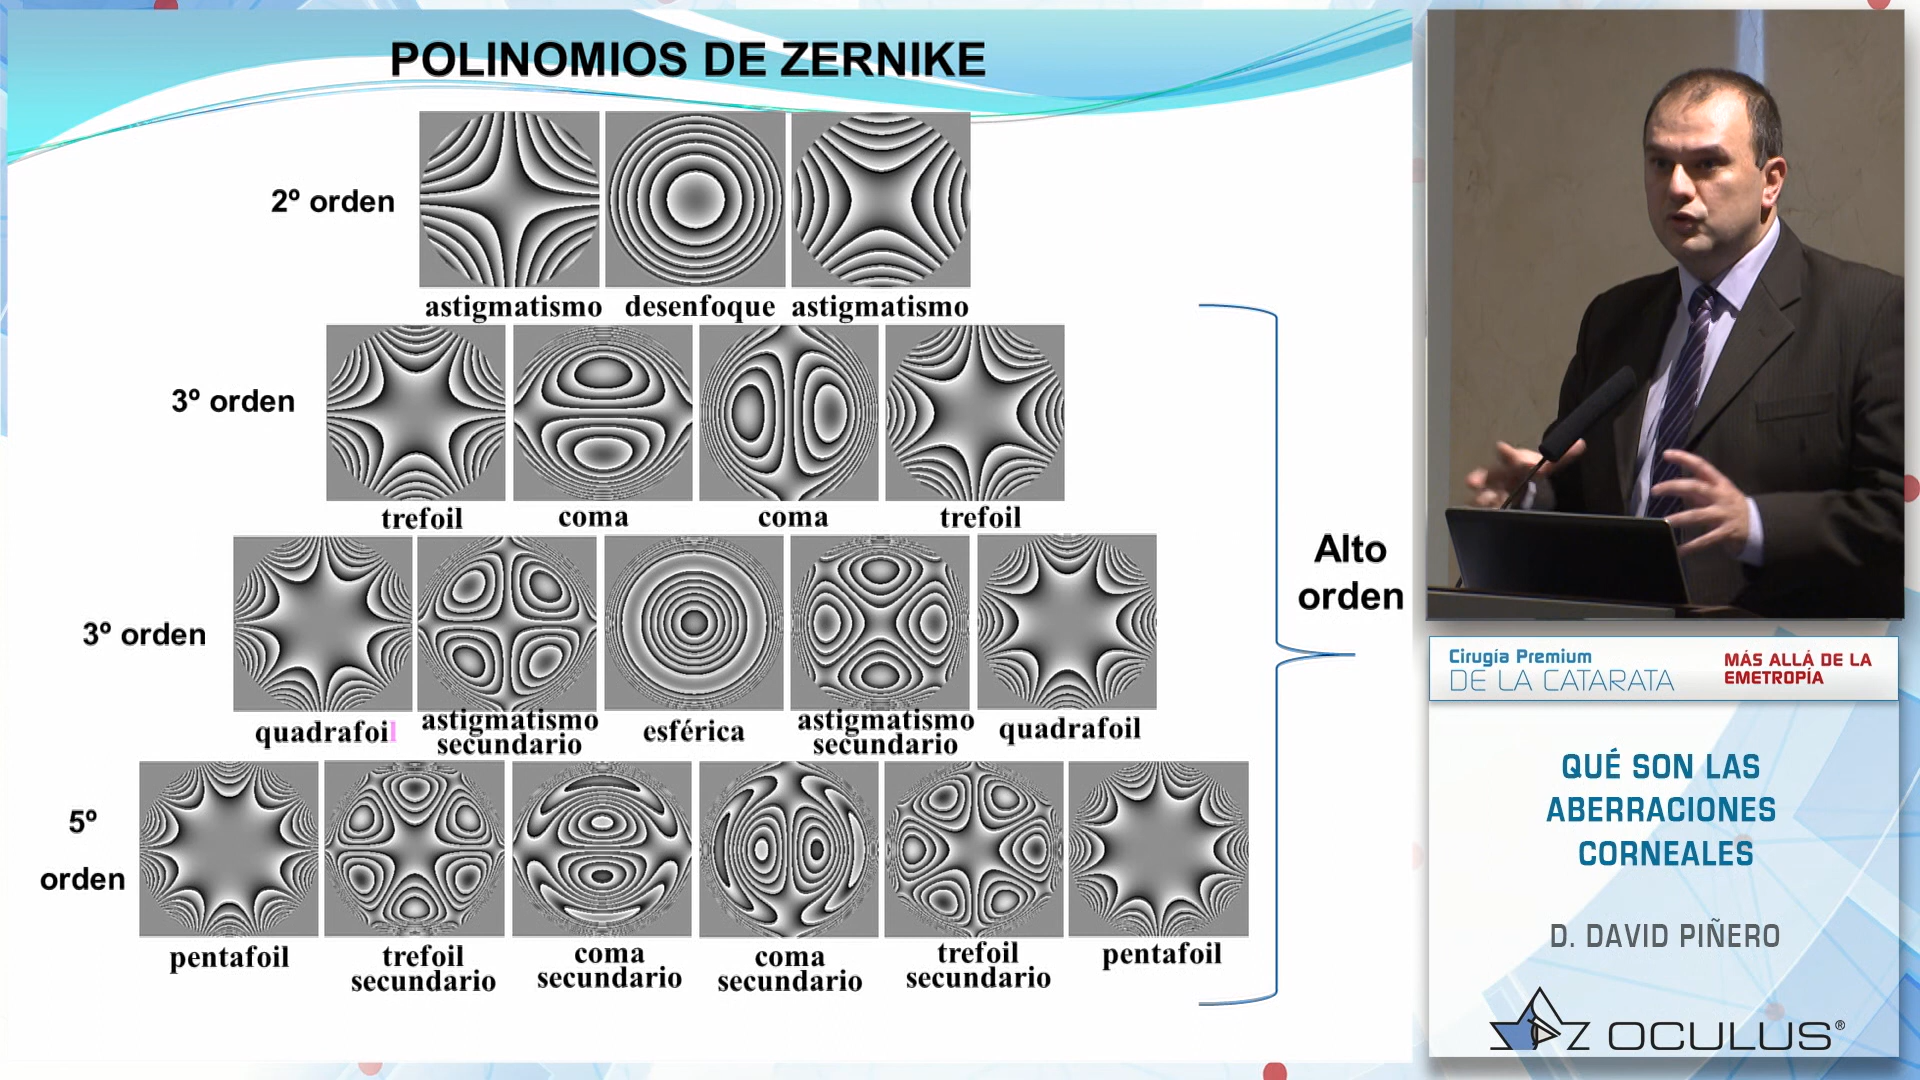 POLINOMIOS DE ZERNIKE
2º orden
astigmatismo desenfoque astigmatismo
3º orden
trefoil coma coma trefoil
3º orden
quadrafoil astigmatismo secundario esférica astigmatismo secundario quadrafoil
5º
orden
pentafoil trefoil secundario coma secundario coma secundario trefoil secundario pentafoil
Alto
orden
Cirugía Premium
DE LA CATARATA
MÁS ALLÁ DE LA
EMETROPÍA
QUÉ SON LAS
ABERRACIONES
CORNEALES
D. DAVID PIÑERO
OCULUS®